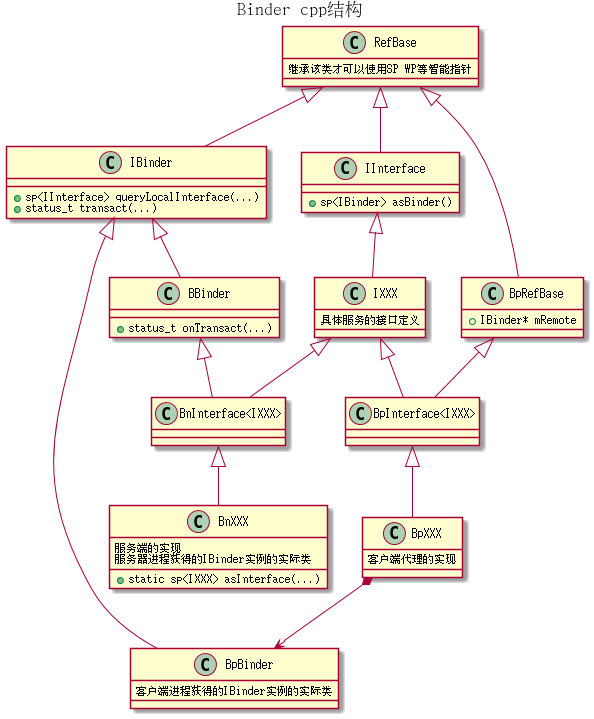 Binder cpp结构
C RefBase
继承该类才可以使用SP WP等智能指针
C IBinder
sp<IInterface> queryLocalInterface(...)
status_t transact(...)
C IInterface
sp<IBinder> asBinder()
C BBinder
status_t onTransact(...)
C IXXX
具体服务的接口定义
C BpRefBase
IBinder* mRemote
C BnInterface<IXXX>
C BpInterface<IXXX>
C BnXXX
服务端的实现
服务器进程获得的IBinder实例的实际类
static sp<IXXX> asInterface(...)
C BpXXX
客户端代理的实现
C BpBinder
客户端进程获得的IBinder实例的实际类